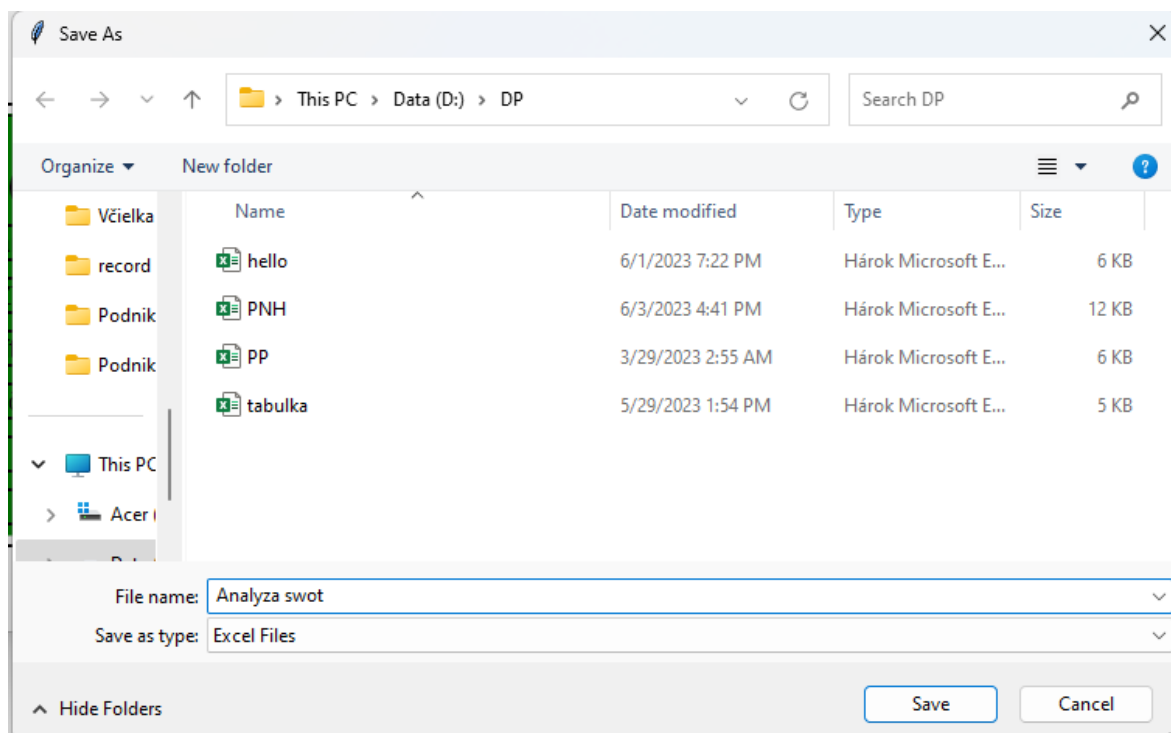 Save As
This PC > Data (D:) > DP
Search DP
Organize
New folder
Name Date modified Type Size
Včielka
record
Podnik
Podnik
This PC
Acer
hello 6/1/2023 7:22 PM Hárok Microsoft E... 6 KB
PNH 6/3/2023 4:41 PM Hárok Microsoft E... 12 KB
PP 3/29/2023 2:55 AM Hárok Microsoft E... 6 KB
tabulka 5/29/2023 1:54 PM Hárok Microsoft E... 5 KB
File name: Analyza swot
Save as type: Excel Files
Hide Folders
Save
Cancel